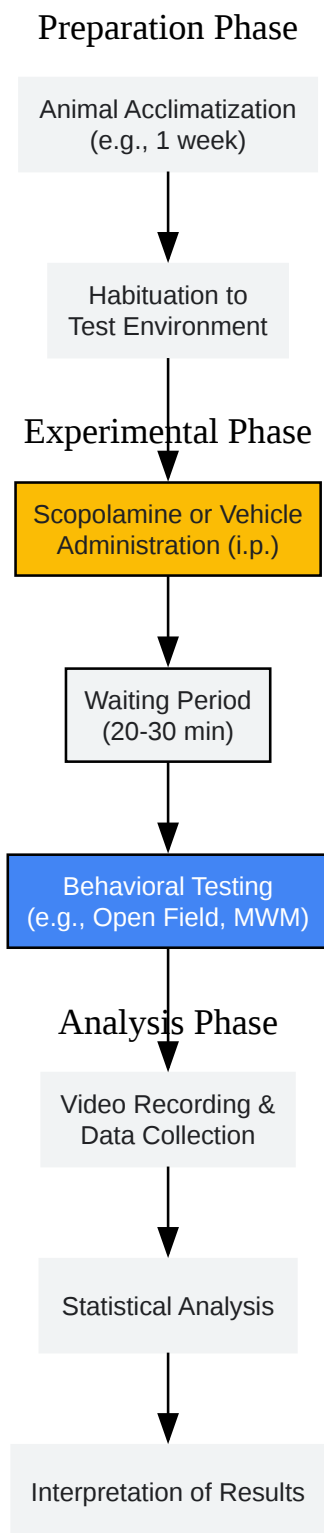 Preparation Phase
Animal Acclimatization
(e.g., 1 week)
Habituation to
Test Environment
Experimental Phase
Scopolamine or Vehicle
Administration (i.p.)
Waiting Period
(20-30 min)
Behavioral Testing
(e.g., Open Field, MWM)
Analysis Phase
Video Recording &
Data Collection
Statistical Analysis
Interpretation of Results